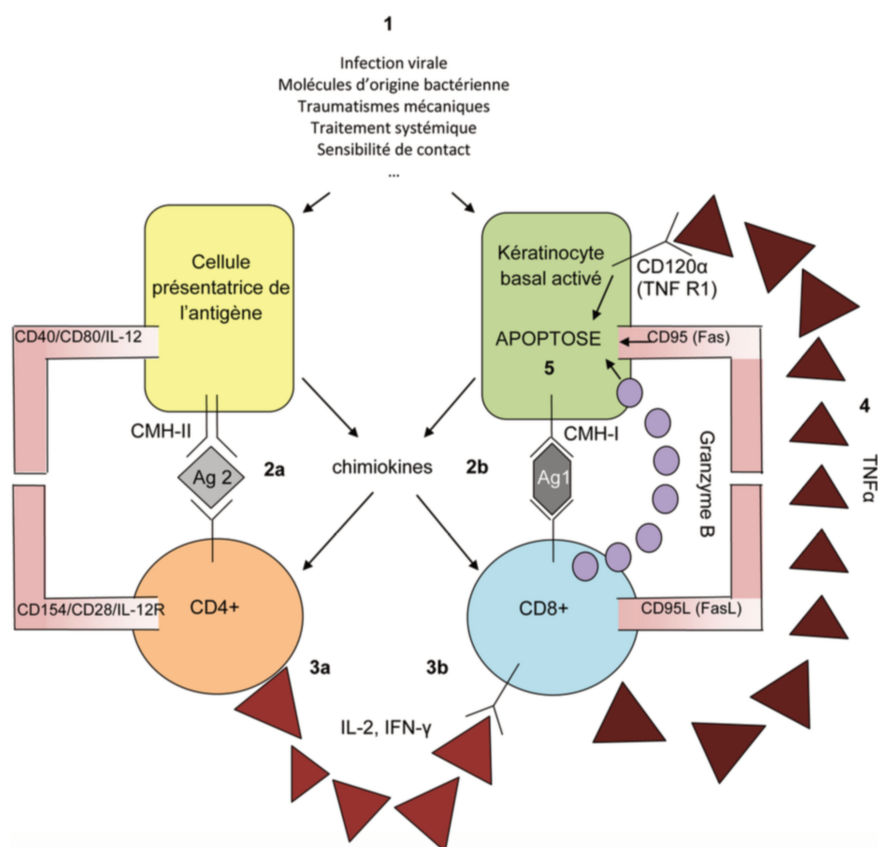 1
Infection virale
Molécules d'origine bactérienne
Traumatismes mécaniques
Traitement systémique
Sensibilité de contact
...
Cellule
présentatrice de
l'antigène
Kératinocyte
basal activé
CD120α
(TNF R1)
CD40/CD80/IL-12
APOPTOSE
CD95 (Fas)
5
4
CMH-II
CMH-I
Ag 2
2a
chimiokines
2b
Ag1
Granzyme B
TNFα
CD154/CD28/IL-12R
CD4+
CD8+
CD95L (FasL)
3a
3b
IL-2, IFN-γ